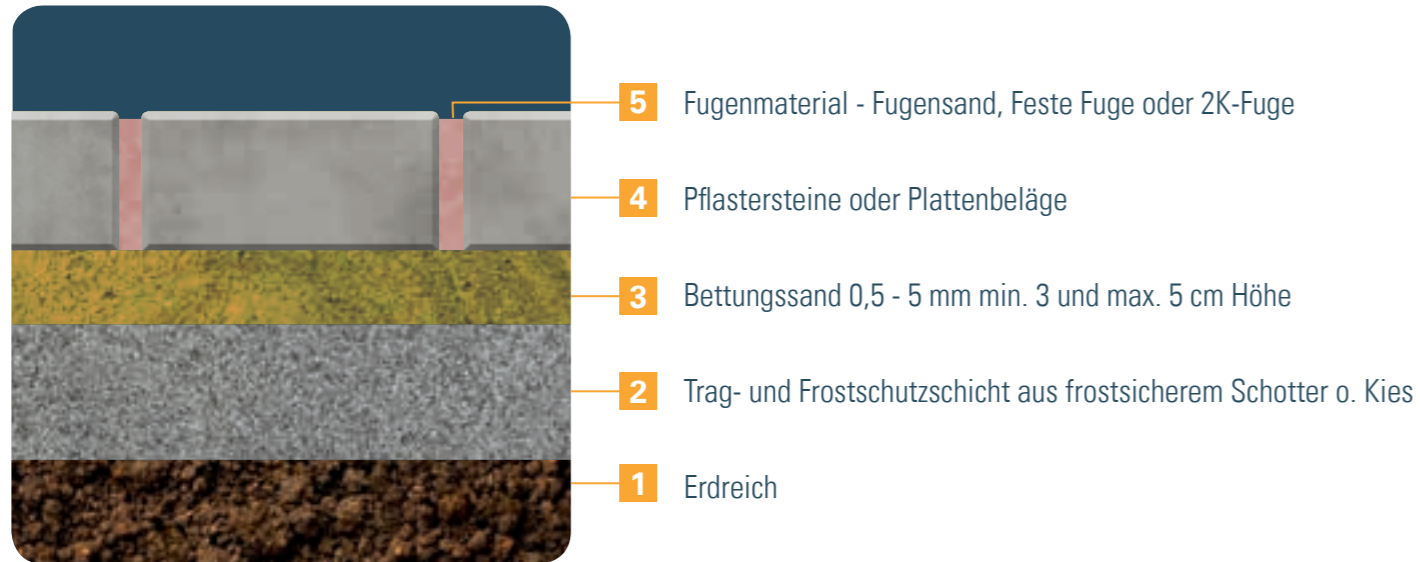 5 Fugenmaterial - Fugensand, Feste Fuge oder 2K-Fuge
4 Pflastersteine oder Plattenbeläge
3 Bettungssand 0,5 - 5 mm min. 3 und max. 5 cm Höhe
2 Trag- und Frostschutzschicht aus frostsicherem Schotter o. Kies
1 Erdreich